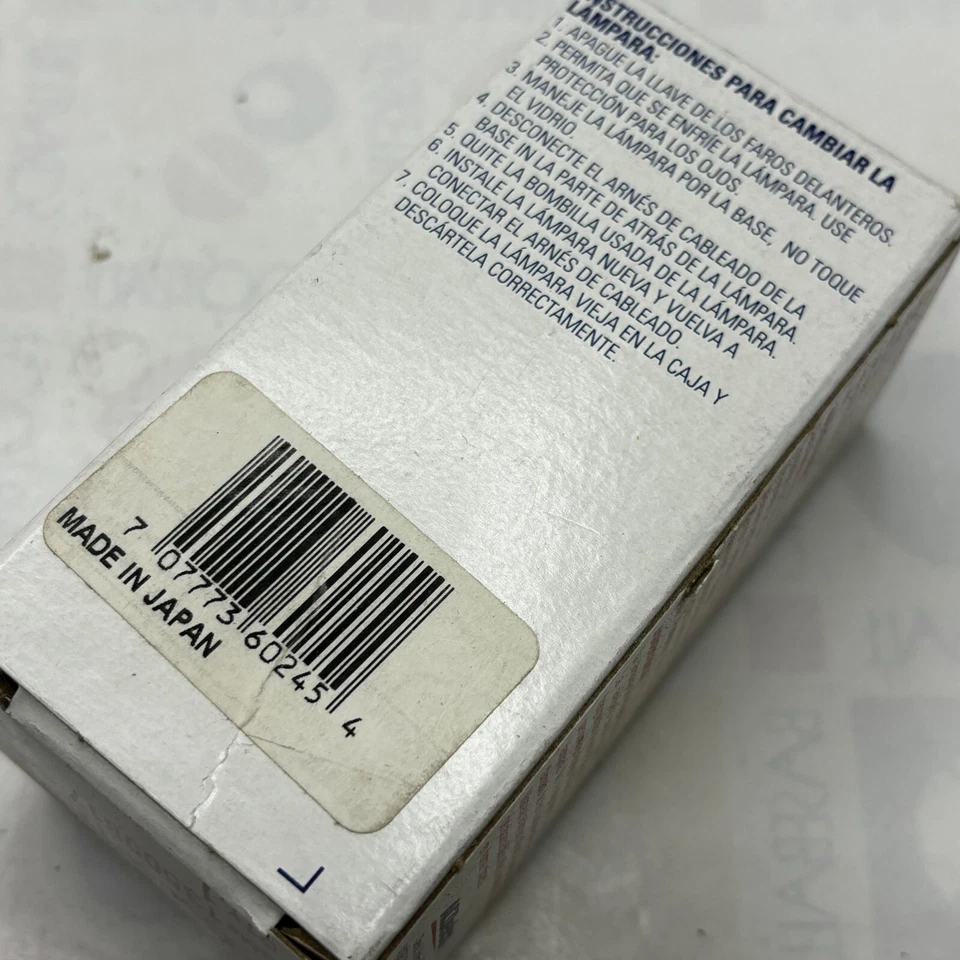 INSTRUCCIONES PARA CAMBIAR LA
LÁMPARA:
1. APAGUE LA LLAVE DE LOS FAROS DELANTEROS.
2. PERMITA QUE SE ENFRÍE LA LÁMPARA. USE
PROTECCIÓN PARA LOS OJOS.
3. MANEJE LA LÁMPARA POR LA BASE, NO TOQUE
EL VIDRIO.
4. DESCONECTE EL ARNÉS DE CABLEADO DE LA
BASE IN LA PARTE DE ATRÁS DE LA LÁMPARA.
5. QUITE LA BOMBILLA USADA DE LA LÁMPARA.
6. INSTALE LA LÁMPARA NUEVA Y VUELVA A
CONECTAR EL ARNÉS DE CABLEADO.
7. COLOQUE LA LÁMPARA VIEJA EN LA CAJA Y
DESCÁRTELA CORRECTAMENTE.
7 07773 60245 4
MADE IN JAPAN